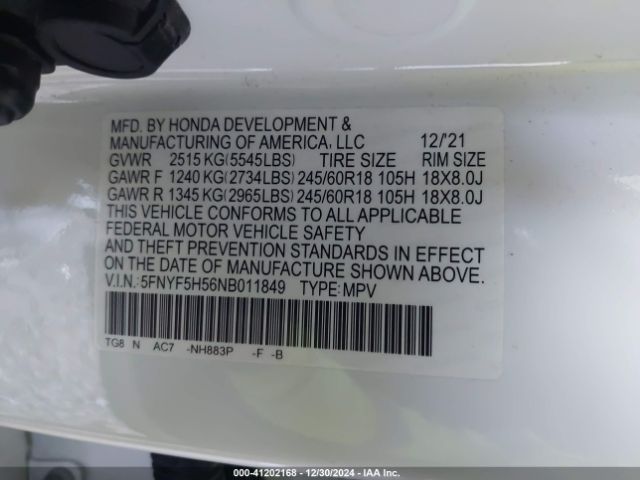 MFD. BY HONDA DEVELOPMENT &
MANUFACTURING OF AMERICA, LLC 12/'21
GVWR 2515 KG(5545LBS) TIRE SIZE RIM SIZE
GAWR F 1240 KG(2734LBS) 245/60R18 105H 18X8.0J
GAWR R 1345 KG(2965LBS) 245/60R18 105H 18X8.0J
THIS VEHICLE CONFORMS TO ALL APPLICABLE
FEDERAL MOTOR VEHICLE SAFETY
AND THEFT PREVENTION STANDARDS IN EFFECT
ON THE DATE OF MANUFACTURE SHOWN ABOVE.
V.I.N.: 5FNYF5H56NB011849 TYPE: MPV
TG8 N AC7 -NH883P -F -B
000-41202168 - 12/30/2024 - IAA Inc.